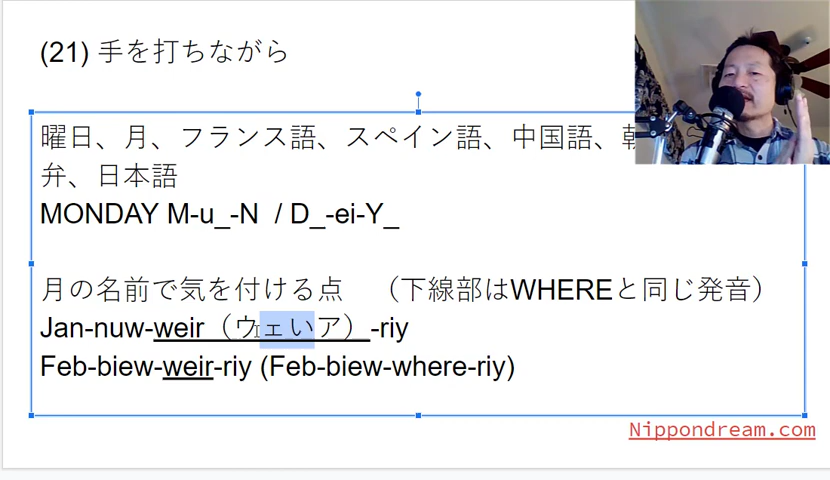 (21) 手を打ちながら
曜日、月、フランス語、スペイン語、中国語、
弁、日本語
MONDAY M-u_-N / D_-ei-Y_
月の名前で気を付ける点 （下線部はWHEREと同じ発音）
Jan-nuw-weir（ウェいア）-riy
Feb-biew-weir-riy (Feb-biew-where-riy)
Nippondream.com